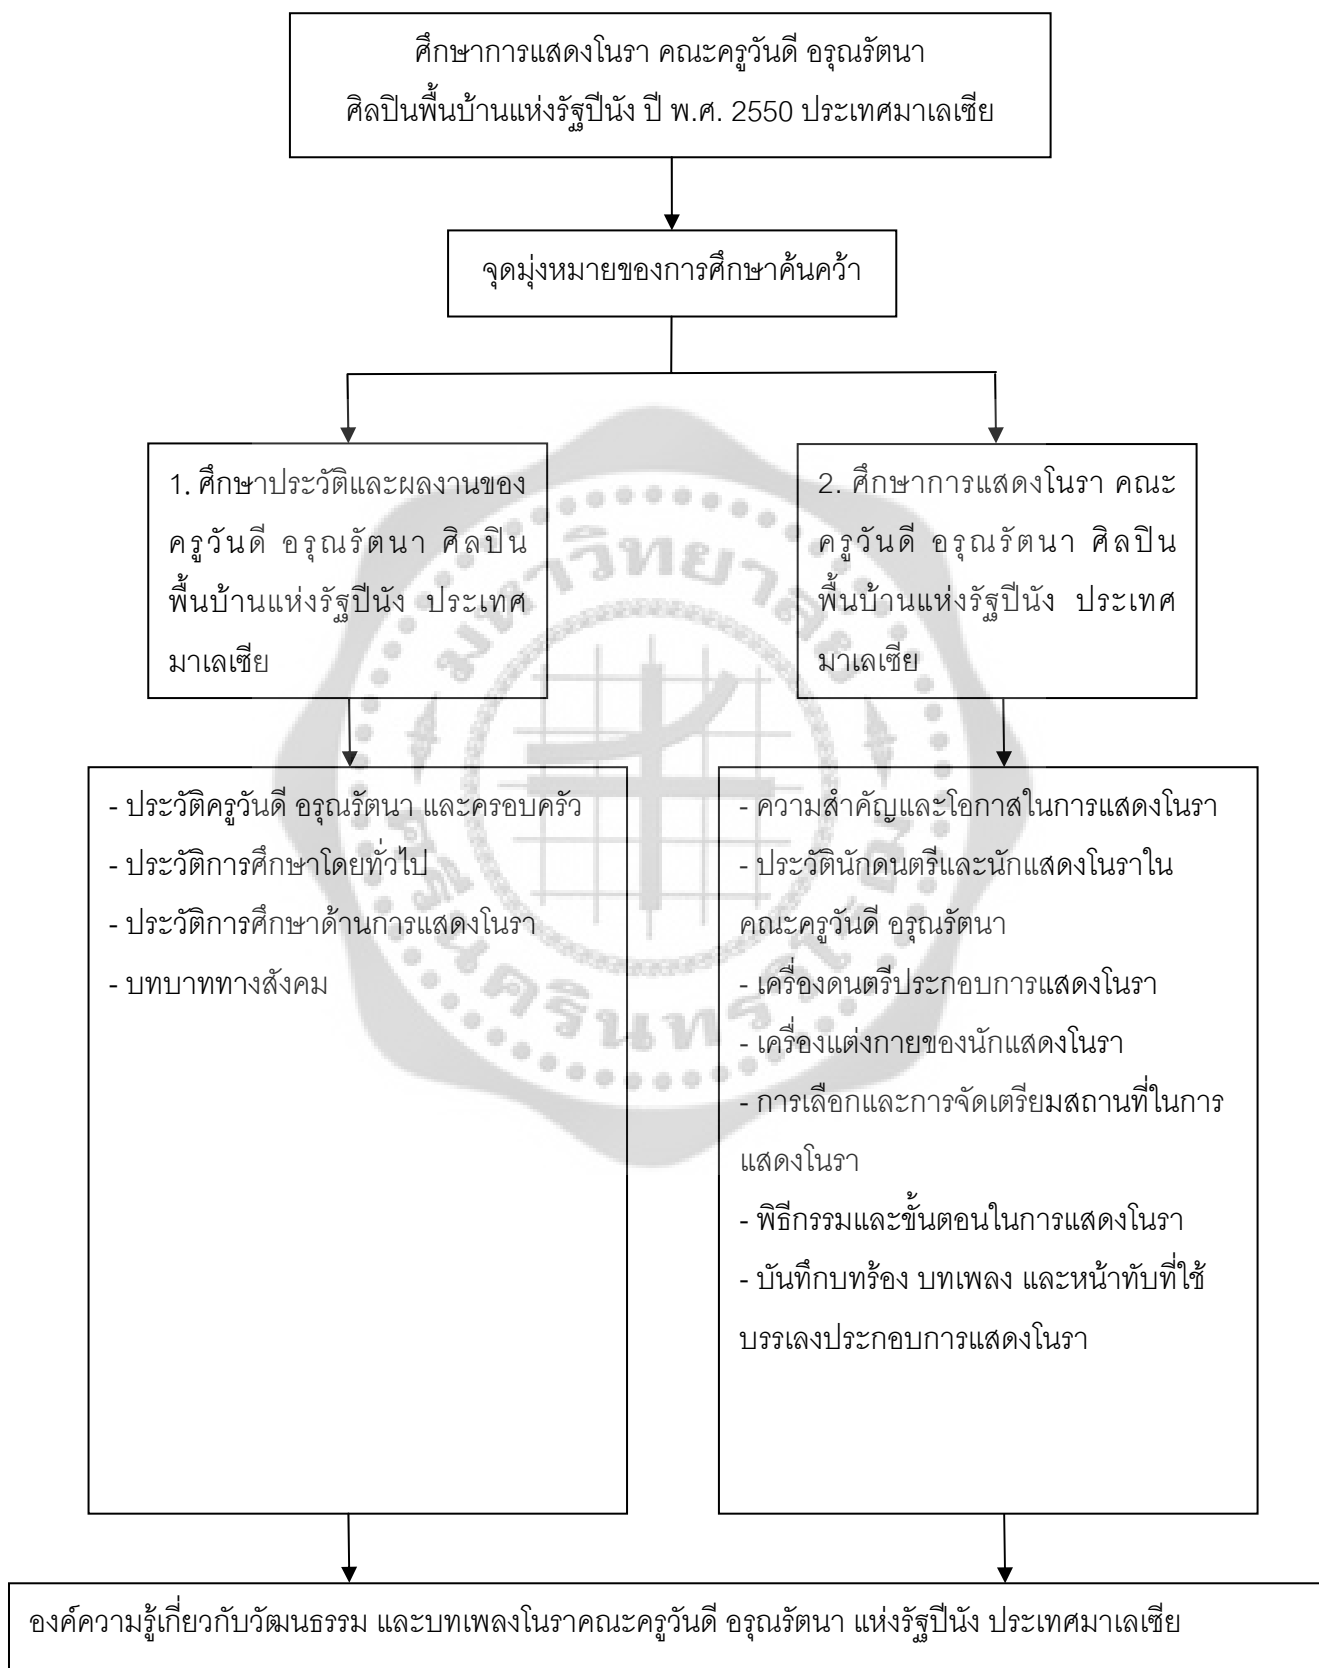 ศึกษาการแสดงโนรา คณะครูวันดี อรุณรัตนา
ศิลปินพื้นบ้านแห่งรัฐปีนัง ปี พ.ศ. 2550 ประเทศมาเลเซีย
จุดมุ่งหมายของการศึกษาค้นคว้า
1. ศึกษาประวัติและผลงานของ
ครูวันดี อรุณรัตนา ศิลปิน
พื้นบ้านแห่งรัฐปีนัง ประเทศ
มาเลเซีย
2. ศึกษาการแสดงโนรา คณะ
ครูวันดี อรุณรัตนา ศิลปิน
พื้นบ้านแห่งรัฐปีนัง ประเทศ
มาเลเซีย
- ประวัติครูวันดี อรุณรัตนา และครอบครัว
- ประวัติการศึกษาโดยทั่วไป
- ประวัติการศึกษาด้านการแสดงโนรา
- บทบาททางสังคม
- ความสำคัญและโอกาสในการแสดงโนรา
- ประวัตินักดนตรีและนักแสดงโนราใน
คณะครูวันดี อรุณรัตนา
- เครื่องดนตรีประกอบการแสดงโนรา
- เครื่องแต่งกายของนักแสดงโนรา
- การเลือกและการจัดเตรียมสถานที่ในการ
แสดงโนรา
- พิธีกรรมและขั้นตอนในการแสดงโนรา
- บันทึกบทร้อง บทเพลง และหน้าทับที่ใช้
บรรเลงประกอบการแสดงโนรา
องค์ความรู้เกี่ยวกับวัฒนธรรม และบทเพลงโนราคณะครูวันดี อรุณรัตนา แห่งรัฐปีนัง ประเทศมาเลเซีย
มหาวิทยาลัย
ศรีนครินทรวิโรฒ